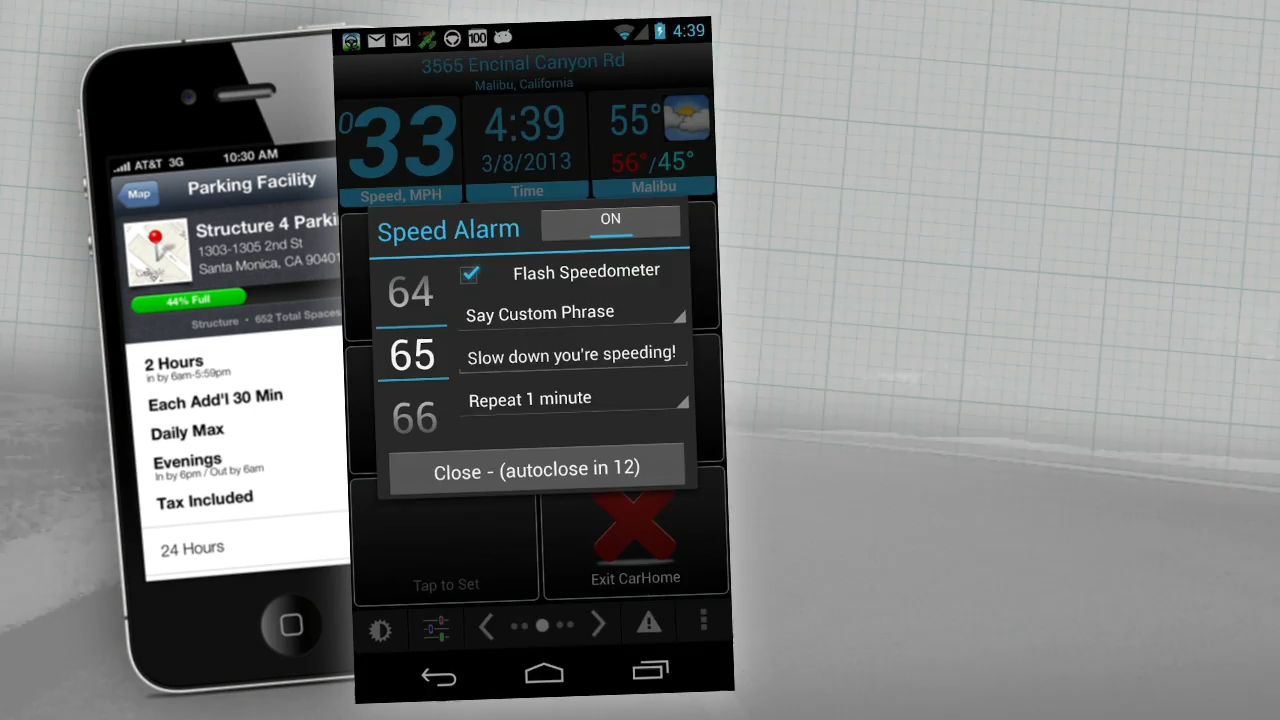 AT&T 3G 10:30 AM
Map
Parking Facility
Structure 4 Parki
1303-1305 2nd St
Santa Monica, CA 90401
Google
44% Full
Structure • 652 Total Spaces
2 Hours
in by 6am-5:59pm
Each Add'l 30 Min
Daily Max
Evenings
In by 6pm / Out by 6am
Tax Included
24 Hours
100
4:39
3565 Encinal Canyon Rd
Malibu, California
033
Speed, MPH
4:39
3/8/2013
Time
55°
56°/45°
Malibu
Speed Alarm
ON
64
65
66
Flash Speedometer
Say Custom Phrase
Slow down you're speeding!
Repeat 1 minute
Close - (autoclose in 12)
Tap to Set
Exit CarHome